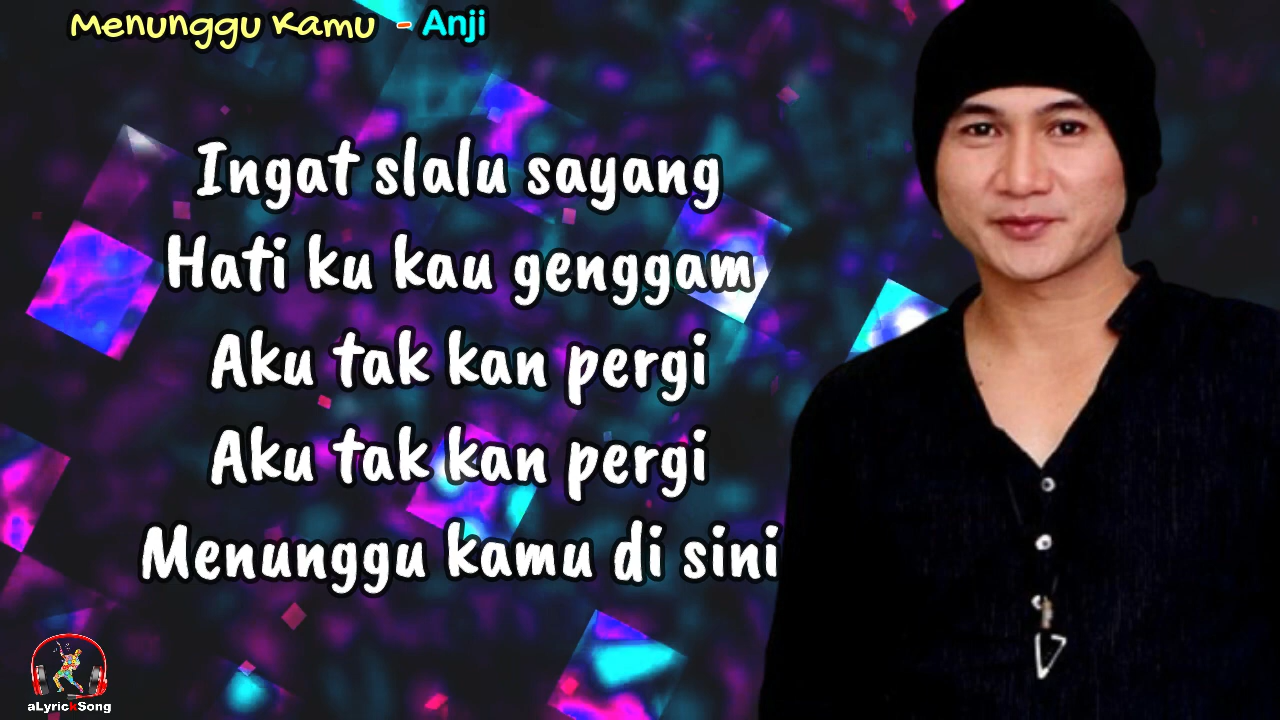 Menunggu Kamu - Anji
Ingat slalu sayang
Hati ku kau genggam
Aku tak kan pergi
Aku tak kan pergi
Menunggu kamu di sini
aLyrickSong